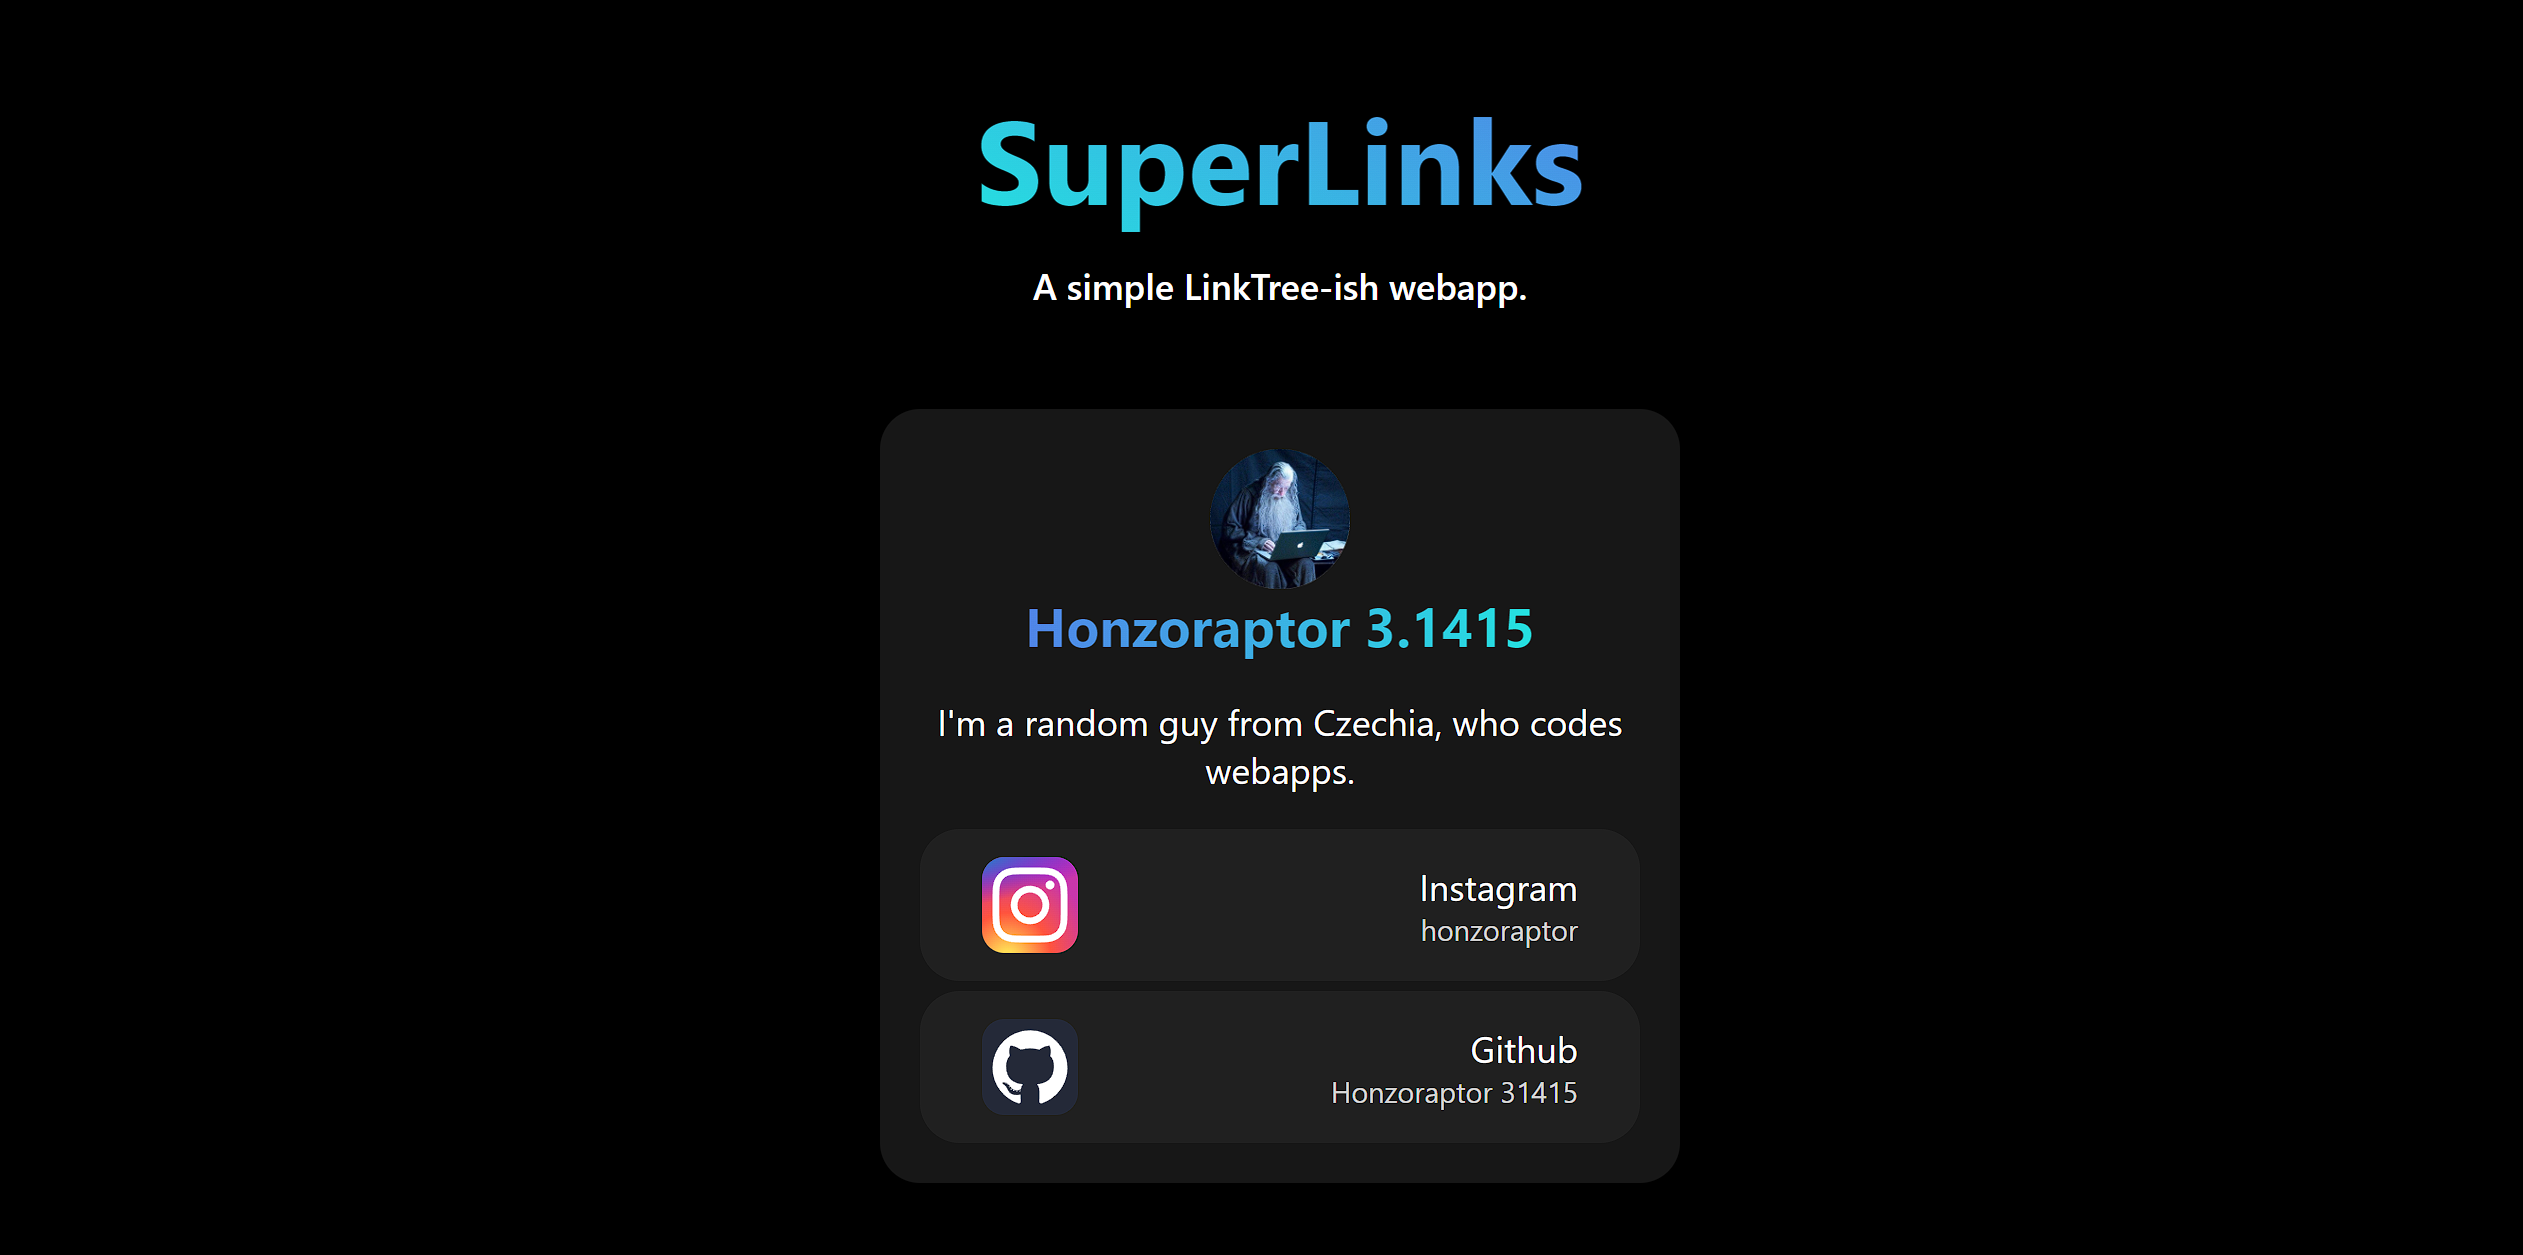 SuperLinks
A simple LinkTree-ish webapp.
Honzoraptor 3.1415
I'm a random guy from Czechia, who codes
webapps.
Instagram
honzoraptor
Github
Honzoraptor 31415